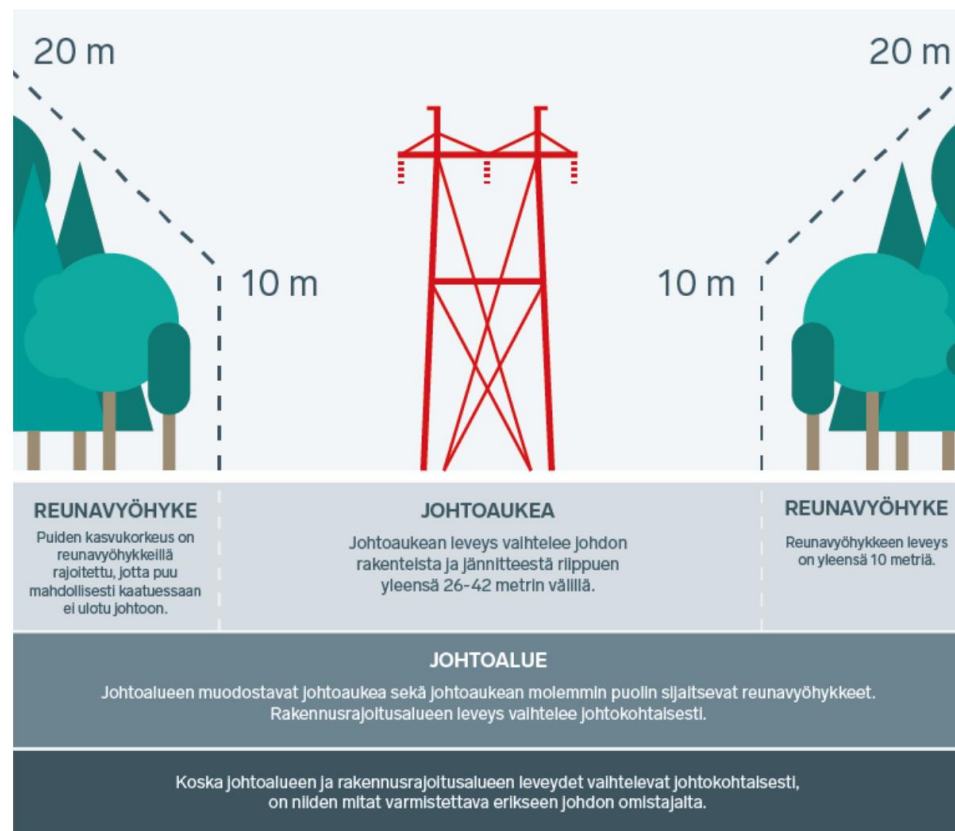 20 m
20 m
10 m
10 m
REUNAVYÖHYKE
Puiden kasvukorkeus on
reunavyöhykkeillä
rajoitettu, jotta puu
mahdollisesti kaatuessaan
ei ulotu johtoon.
JOHTOAUKEA
Johtoaukean leveys vaihtelee johdon
rakenteista ja jännitteestä riippuen
yleensä 26-42 metrin välillä.
REUNAVYÖHYKE
Reunavyöhykkeen leveys
on yleensä 10 metriä.
JOHTOALUE
Johtoalueen muodostavat johtoaukea sekä johtoaukean molemmin puolin sijaitsevat reunavyöhykkeet.
Rakennusrajoitusalueen leveys vaihtelee johtokohtaisesti.
Koska johtoalueen ja rakennusrajoitusalueen leveydet vaihtelevat johtokohtaisesti,
on niiden mitat varmistettava erikseen johdon omistajalta.